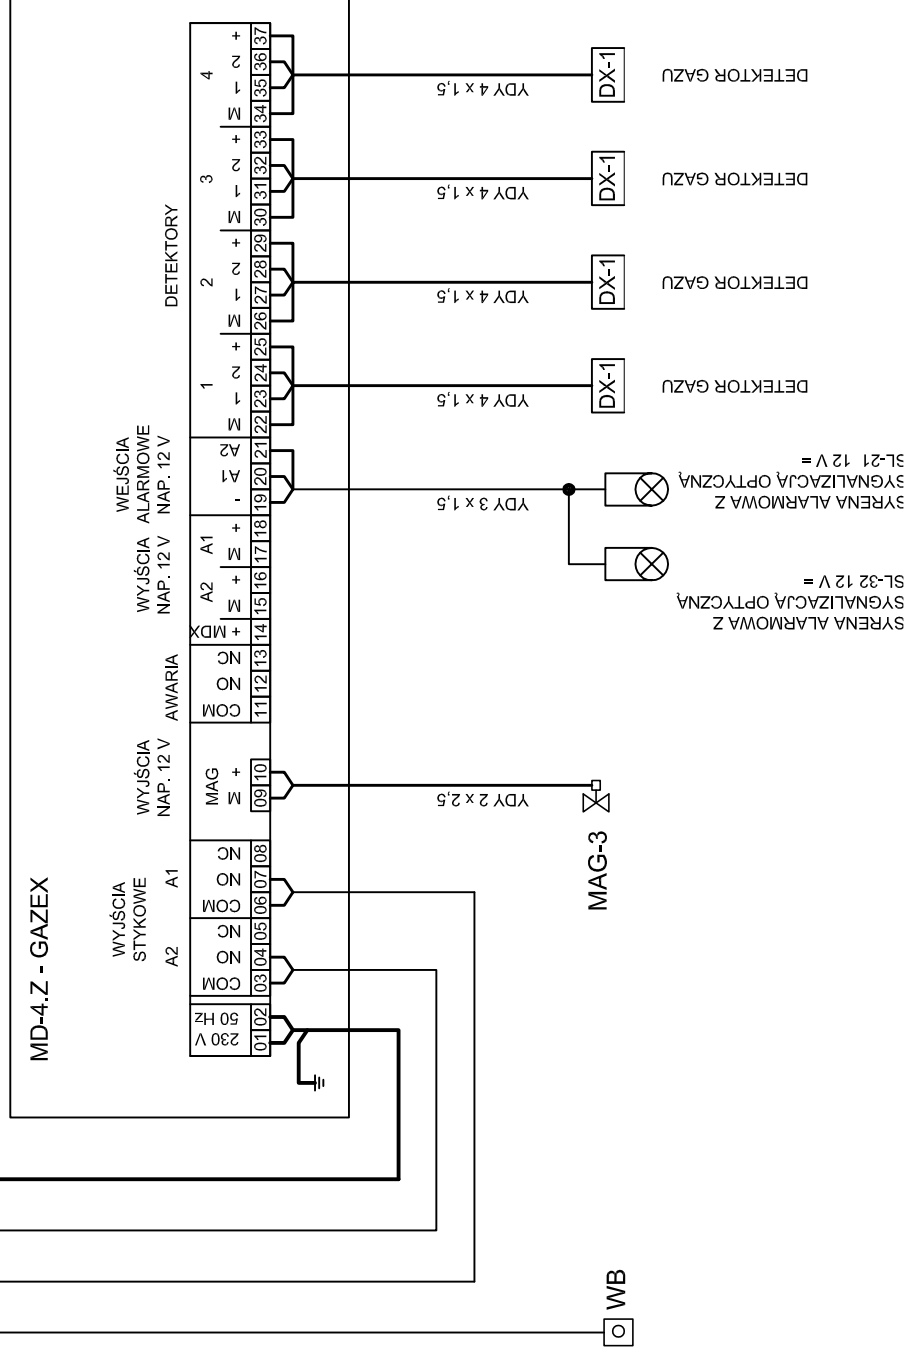 MD-4.Z - GAZEX
WYJŚCIA
STYKOWE
A2
A1
WYJŚCIA
NAP. 12 V
AWARIA
WYJŚCIA
NAP. 12 V
WEJŚCIA
ALARMOWE
NAP. 12 V
DETEKTORY
230 V
50 Hz
COM
NO
NC
COM
NO
NC
MAG
M
+
COM
NO
NC
+ MDX
A2
M
+
A1
M
+
-
A1
A2
1
M
1
2
+
2
M
1
2
+
3
M
1
2
+
4
M
1
2
+
01
02
03
04
05
06
07
08
09
10
11
12
13
14
15
16
17
18
19
20
21
22
23
24
25
26
27
28
29
30
31
32
33
34
35
36
37
YDY 2 x 2,5
YDY 3 x 1,5
YDY 4 x 1,5
YDY 4 x 1,5
YDY 4 x 1,5
YDY 4 x 1,5
WB
MAG-3
DX-1
DX-1
DX-1
DX-1
SYRENA ALARMOWA Z
SYGNALIZACJĄ OPTYCZNĄ
SL-32 12 V =
SYRENA ALARMOWA Z
SYGNALIZACJĄ OPTYCZNĄ
SL-21 12 V =
DETEKTOR GAZU
DETEKTOR GAZU
DETEKTOR GAZU
DETEKTOR GAZU